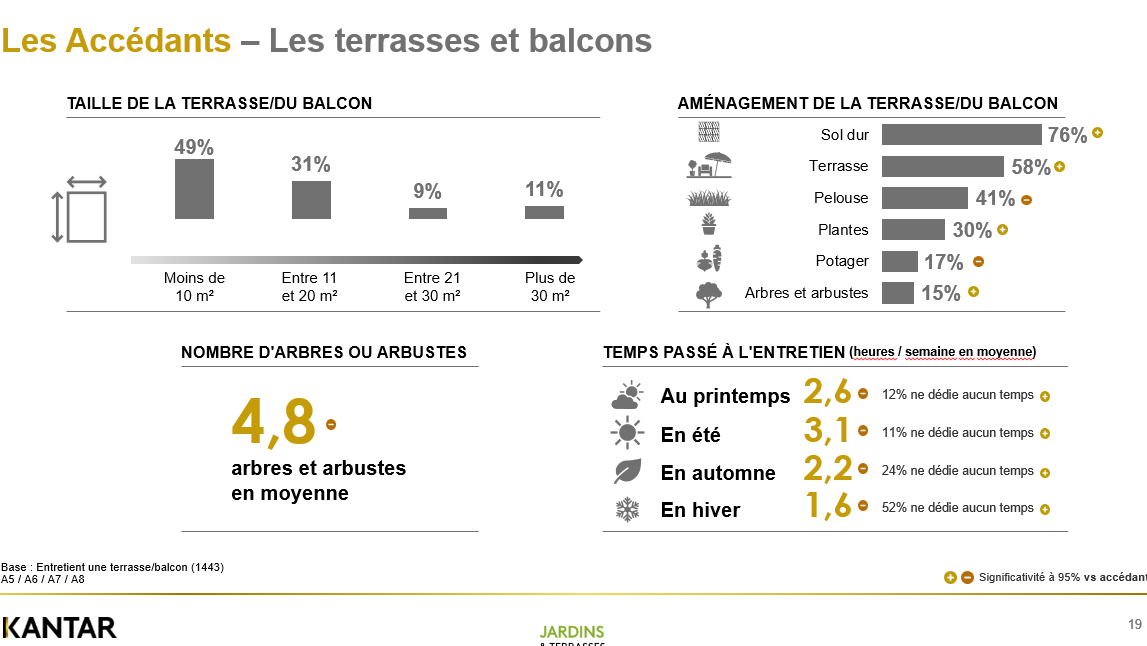 Les Accédants – Les terrasses et balcons
TAILLE DE LA TERRASSE/DU BALCON
49%
31%
9%
11%
Moins de
10 m²
Entre 11
et 20 m²
Entre 21
et 30 m²
Plus de
30 m²
AMÉNAGEMENT DE LA TERRASSE/DU BALCON
Sol dur 76%
Terrasse 58%
Pelouse 41%
Plantes 30%
Potager 17%
Arbres et arbustes 15%
NOMBRE D'ARBRES OU ARBUSTES
4,8
arbres et arbustes
en moyenne
TEMPS PASSÉ À L'ENTRETIEN (heures / semaine en moyenne)
Au printemps 2,6 12% ne dédie aucun temps
En été 3,1 11% ne dédie aucun temps
En automne 2,2 24% ne dédie aucun temps
En hiver 1,6 52% ne dédie aucun temps
Base : Entretient une terrasse/balcon (1443)
A5 / A6 / A7 / A8
Significativité à 95% vs accédant
KANTAR
JARDINS
& TERRASSES
19